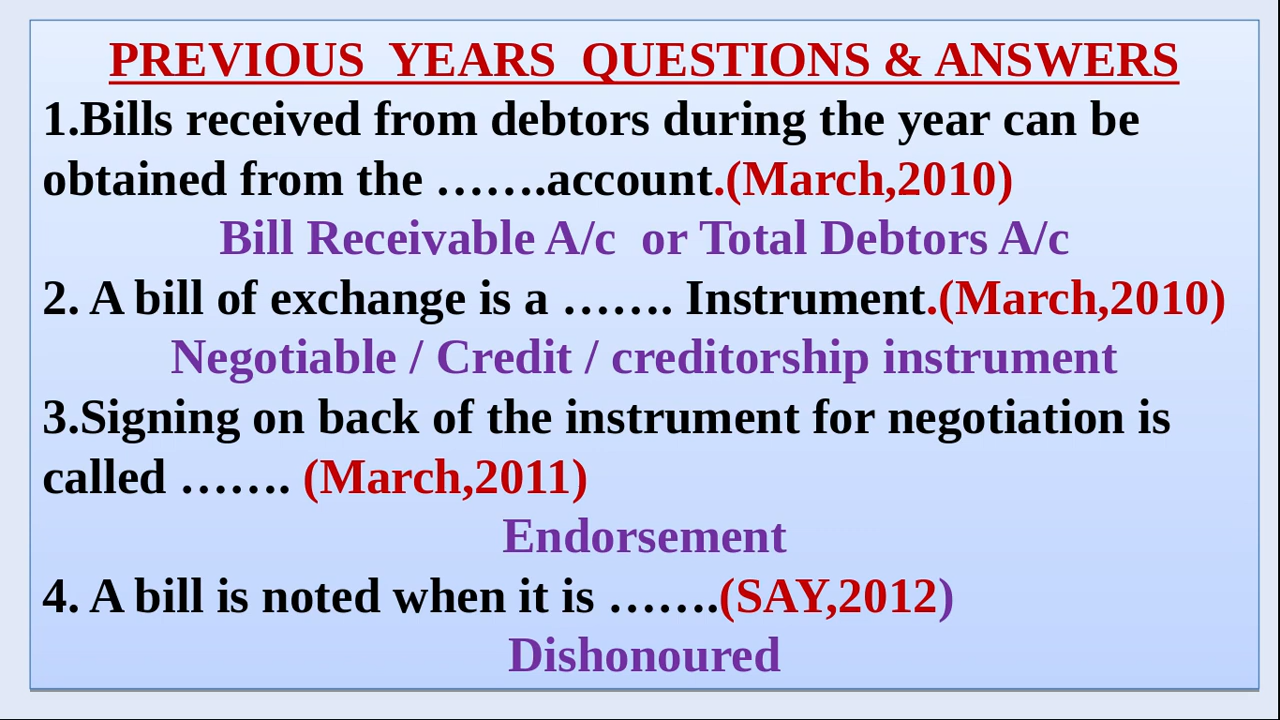 PREVIOUS YEARS QUESTIONS & ANSWERS
1.Bills received from debtors during the year can be
obtained from the …….account.(March,2010)
Bill Receivable A/c or Total Debtors A/c
2. A bill of exchange is a ……. Instrument.(March,2010)
Negotiable / Credit / creditorship instrument
3.Signing on back of the instrument for negotiation is
called ……. (March,2011)
Endorsement
4. A bill is noted when it is …….(SAY,2012)
Dishonoured